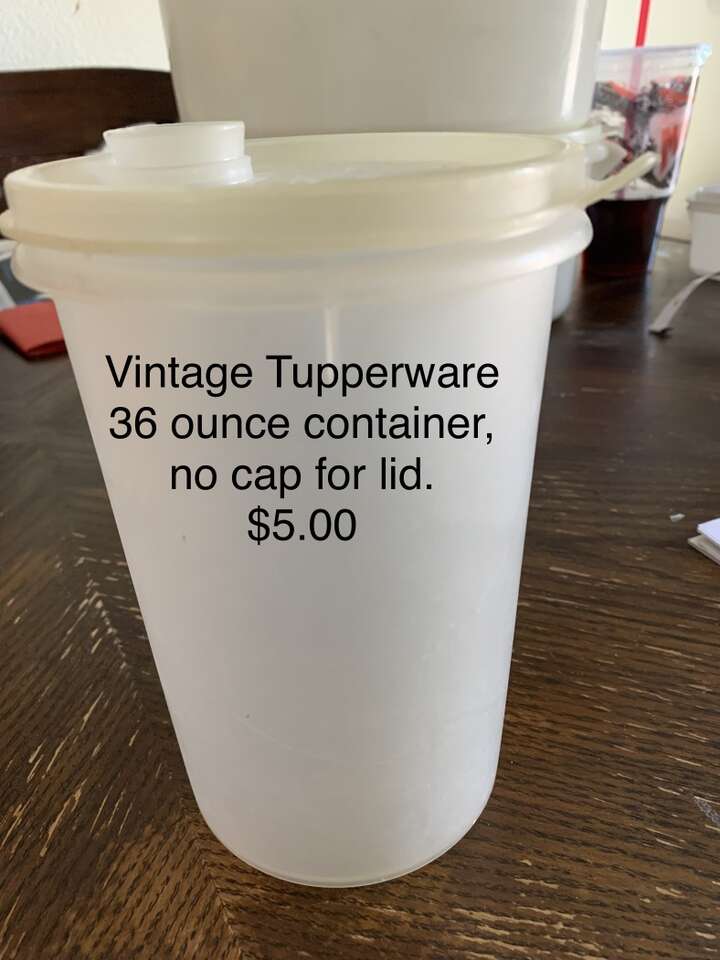 Vintage Tupperware
36 ounce container,
no cap for lid.
$5.00